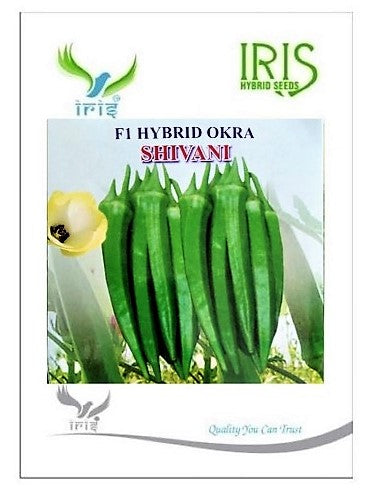 iris®
IRIS
HYBRID SEEDS
F1 HYBRID OKRA
SHIVANI
iris
Quality You Can Trust